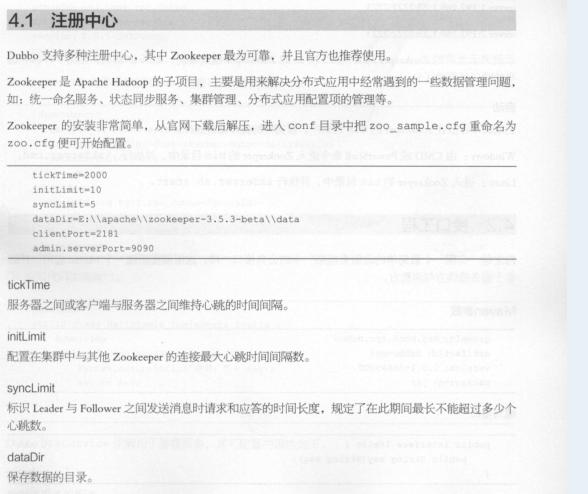 4.1 注册中心
Dubbo 支持多种注册中心，其中 Zookeeper 最为可靠，并且官方也推荐使用。
Zookeeper 是 Apache Hadoop 的子项目，主要是用来解决分布式应用中经常遇到的一些数据管理问题，
如：统一命名服务、状态同步服务、集群管理、分布式应用配置项的管理等。
Zookeeper 的安装非常简单，从官网下载后解压，进入 conf 目录中把 zoo_sample.cfg 重命名为
zoo.cfg 便可开始配置。
tickTime=2000
initLimit=10
syncLimit=5
dataDir=E:\\apache\\zookeeper-3.5.3-beta\\data
clientPort=2181
admin.serverPort=9090
tickTime
服务器之间或客户端与服务器之间维持心跳的时间间隔。
initLimit
配置在集群中与其他 Zookeeper 的连接最大心跳时间间隔数。
syncLimit
标识 Leader 与 Follower 之间发送消息时请求和应答的时间长度，规定了在此期间最长不能超过多少个
心跳数。
dataDir
保存数据的目录。